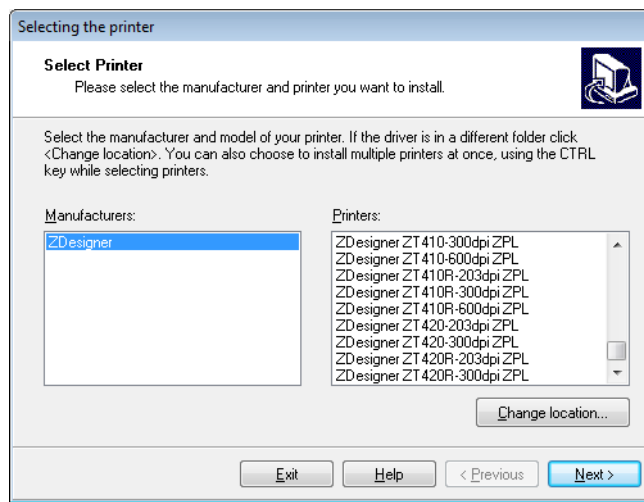 Selecting the printer
Select Printer
Please select the manufacturer and printer you want to install.
Select the manufacturer and model of your printer. If the driver is in a different folder click
<Change location>. You can also choose to install multiple printers at once, using the CTRL
key while selecting printers.
Manufacturers:
ZDesigner
Printers:
ZDesigner ZT410-300dpi ZPL
ZDesigner ZT410-600dpi ZPL
ZDesigner ZT410R-203dpi ZPL
ZDesigner ZT410R-300dpi ZPL
ZDesigner ZT410R-600dpi ZPL
ZDesigner ZT420-203dpi ZPL
ZDesigner ZT420-300dpi ZPL
ZDesigner ZT420R-203dpi ZPL
ZDesigner ZT420R-300dpi ZPL
Change location...
Exit
Help
< Previous
Next >